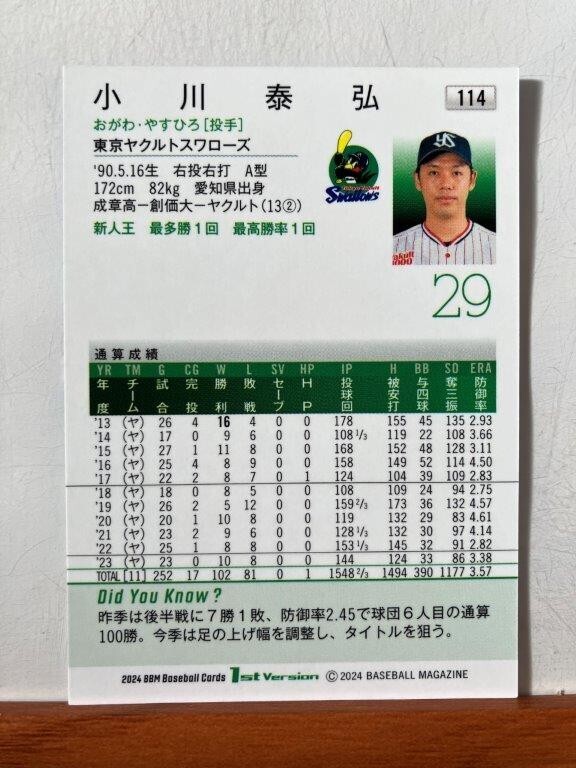 小川泰弘 114
おがわ・やすひろ[投手]
東京ヤクルトスワローズ
'90.5.16生 右投右打 A型
172cm 82kg 愛知県出身
成章高ー創価大ーヤクルト(13②)
新人王 最多勝1回 最高勝率1回
Swallows
YS
29
通算成績
YR TM G CG W L SV HP IP H BB SO ERA
年度 チーム 試合 完投 勝利 敗戦 セーブ HP 投球回 被安打 与四球 奪三振 防御率
'13 (ヤ) 26 4 16 4 0 0 178 155 45 135 2.93
'14 (ヤ) 17 0 9 6 0 0 108 1/3 119 22 108 3.66
'15 (ヤ) 27 1 11 8 0 0 168 152 48 128 3.11
'16 (ヤ) 25 4 8 9 0 0 158 149 52 114 4.50
'17 (ヤ) 22 2 8 7 0 1 124 104 39 109 2.83
'18 (ヤ) 18 0 8 5 0 0 108 109 24 94 2.75
'19 (ヤ) 26 2 5 12 0 0 159 2/3 173 36 132 4.57
'20 (ヤ) 20 1 10 8 0 0 119 132 29 83 4.61
'21 (ヤ) 23 2 9 6 0 0 128 1/3 132 30 97 4.14
'22 (ヤ) 25 1 8 8 0 0 153 1/3 145 32 91 2.82
'23 (ヤ) 23 0 10 8 0 0 144 124 33 86 3.38
TOTAL [11] 252 17 102 81 0 1 1548 2/3 1494 390 1177 3.57
Did You Know?
昨季は後半戦に7勝1敗、防御率2.45で球団6人目の通算
100勝。今季は足の上げ幅を調整し、タイトルを狙う。
2024 BBM Baseball Cards 1st Version © 2024 BASEBALL MAGAZINE